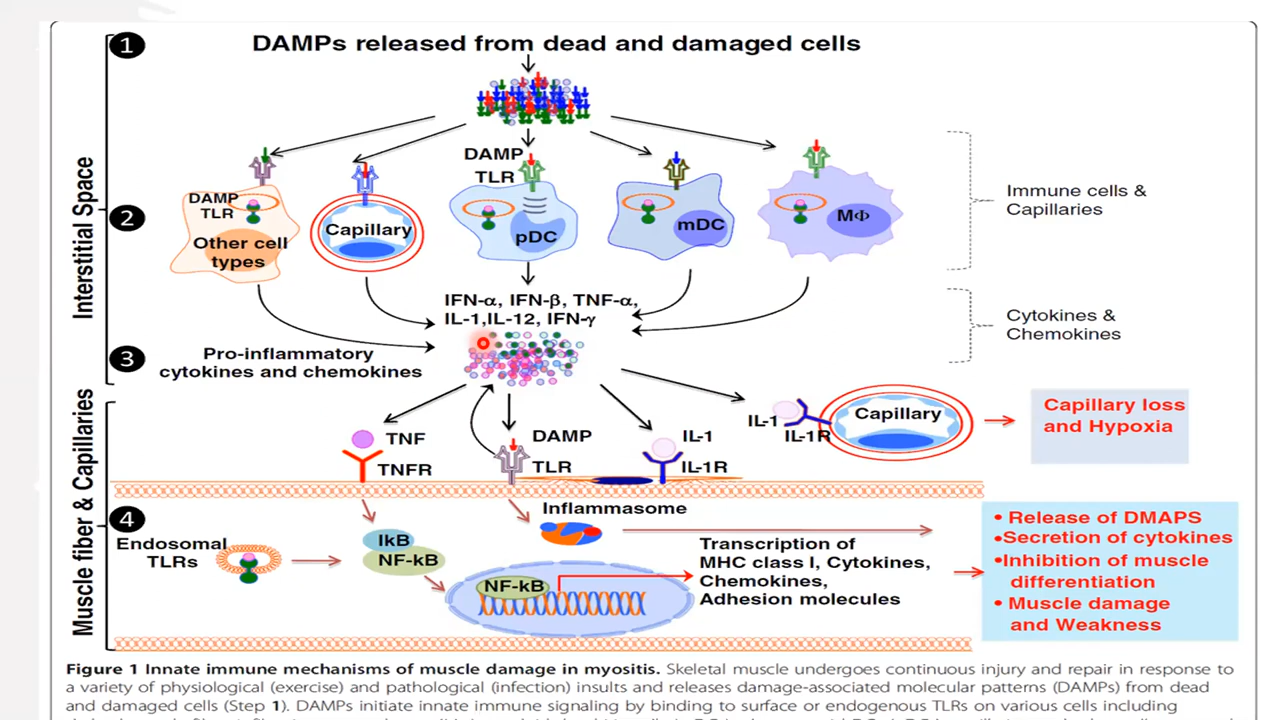 1
DAMPs released from dead and damaged cells
Interstitial Space
2
DAMP
TLR
DAMP
TLR
Other cell
types
Capillary
pDC
mDC
MΦ
Immune cells &
Capillaries
IFN-α, IFN-β, TNF-α,
IL-1,IL-12, IFN-γ
Cytokines &
Chemokines
3
Pro-inflammatory
cytokines and chemokines
Muscle fiber & Capillaries
TNF
TNFR
DAMP
TLR
IL-1
IL-1R
IL-1
IL-1R
Capillary
Capillary loss
and Hypoxia
4
Endosomal
TLRs
IkB
NF-kB
Inflammasome
NF-kB
Transcription of
MHC class I, Cytokines,
Chemokines,
Adhesion molecules
• Release of DMAPS
•Secretion of cytokines
•Inhibition of muscle
differentiation
• Muscle damage
and Weakness
Figure 1 Innate immune mechanisms of muscle damage in myositis. Skeletal muscle undergoes continuous injury and repair in response to
a variety of physiological (exercise) and pathological (infection) insults and releases damage-associated molecular patterns (DAMPs) from dead
and damaged cells (Step 1). DAMPs initiate innate immune signaling by binding to surface or endogenous TLRs on various cells including